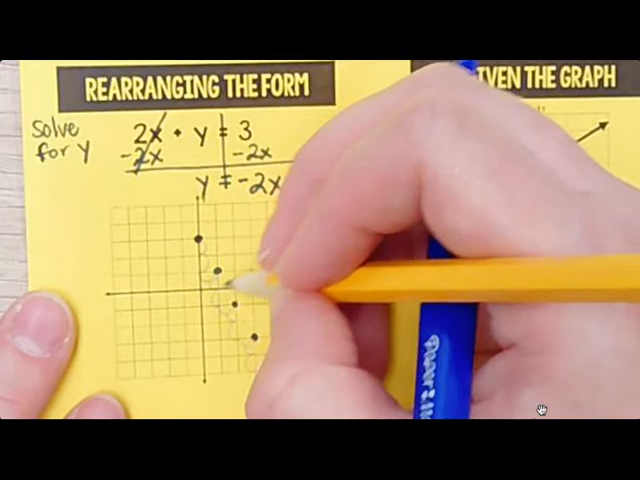 REARRANGING THE FORM
IVEN THE GRAPH
Solve
for y
2x + y = 3
-2x -2x
y = -2x